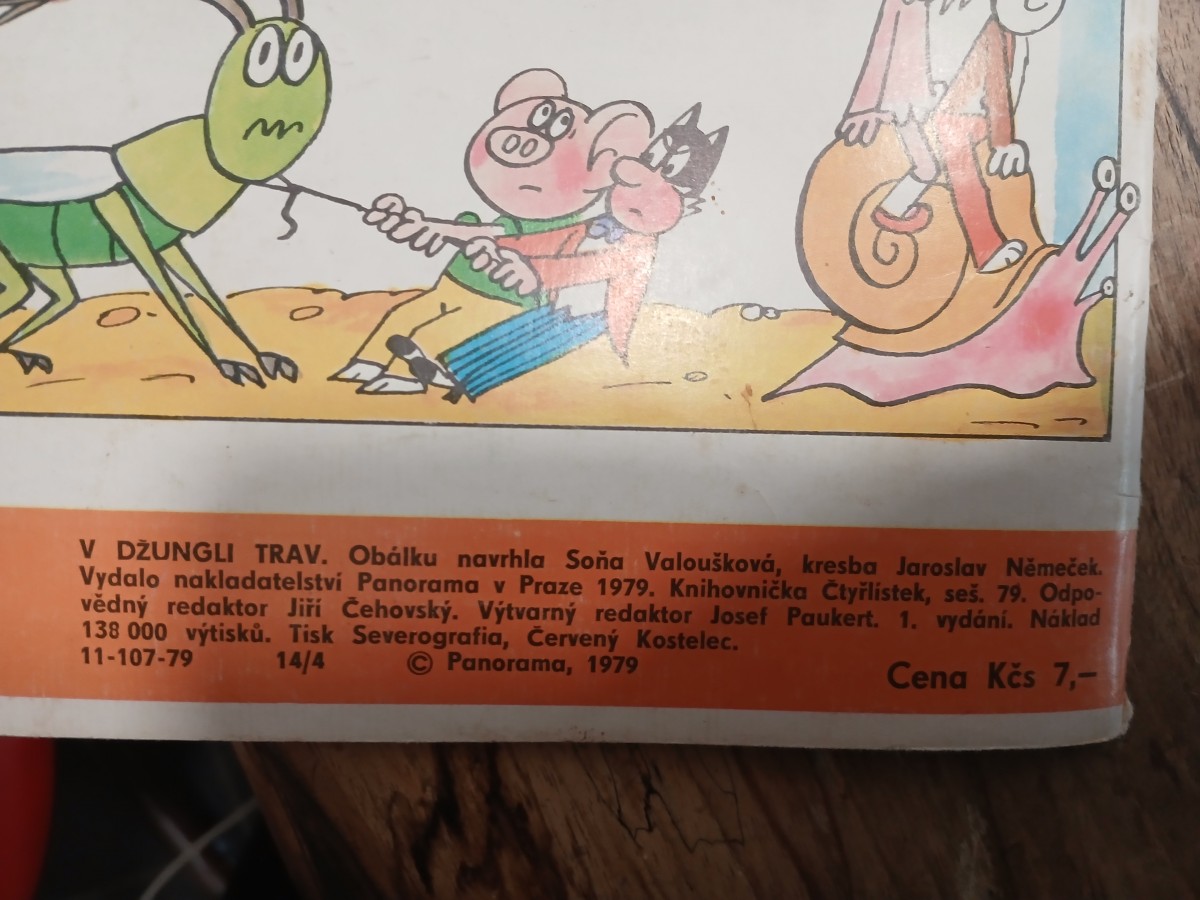 V DŽUNGLI TRAV. Obálku navrhla Soňa Valoušková, kresba Jaroslav Němeček.
Vydalo nakladatelství Panorama v Praze 1979. Knihovnička Čtyřlístek, seš. 79. Odpo-
vědný redaktor Jiří Čehovský. Výtvarný redaktor Josef Paukert. 1. vydání. Náklad
138 000 výtisků. Tisk Severografia, Červený Kostelec.
11-107-79 14/4 © Panorama, 1979
Cena Kčs 7,–